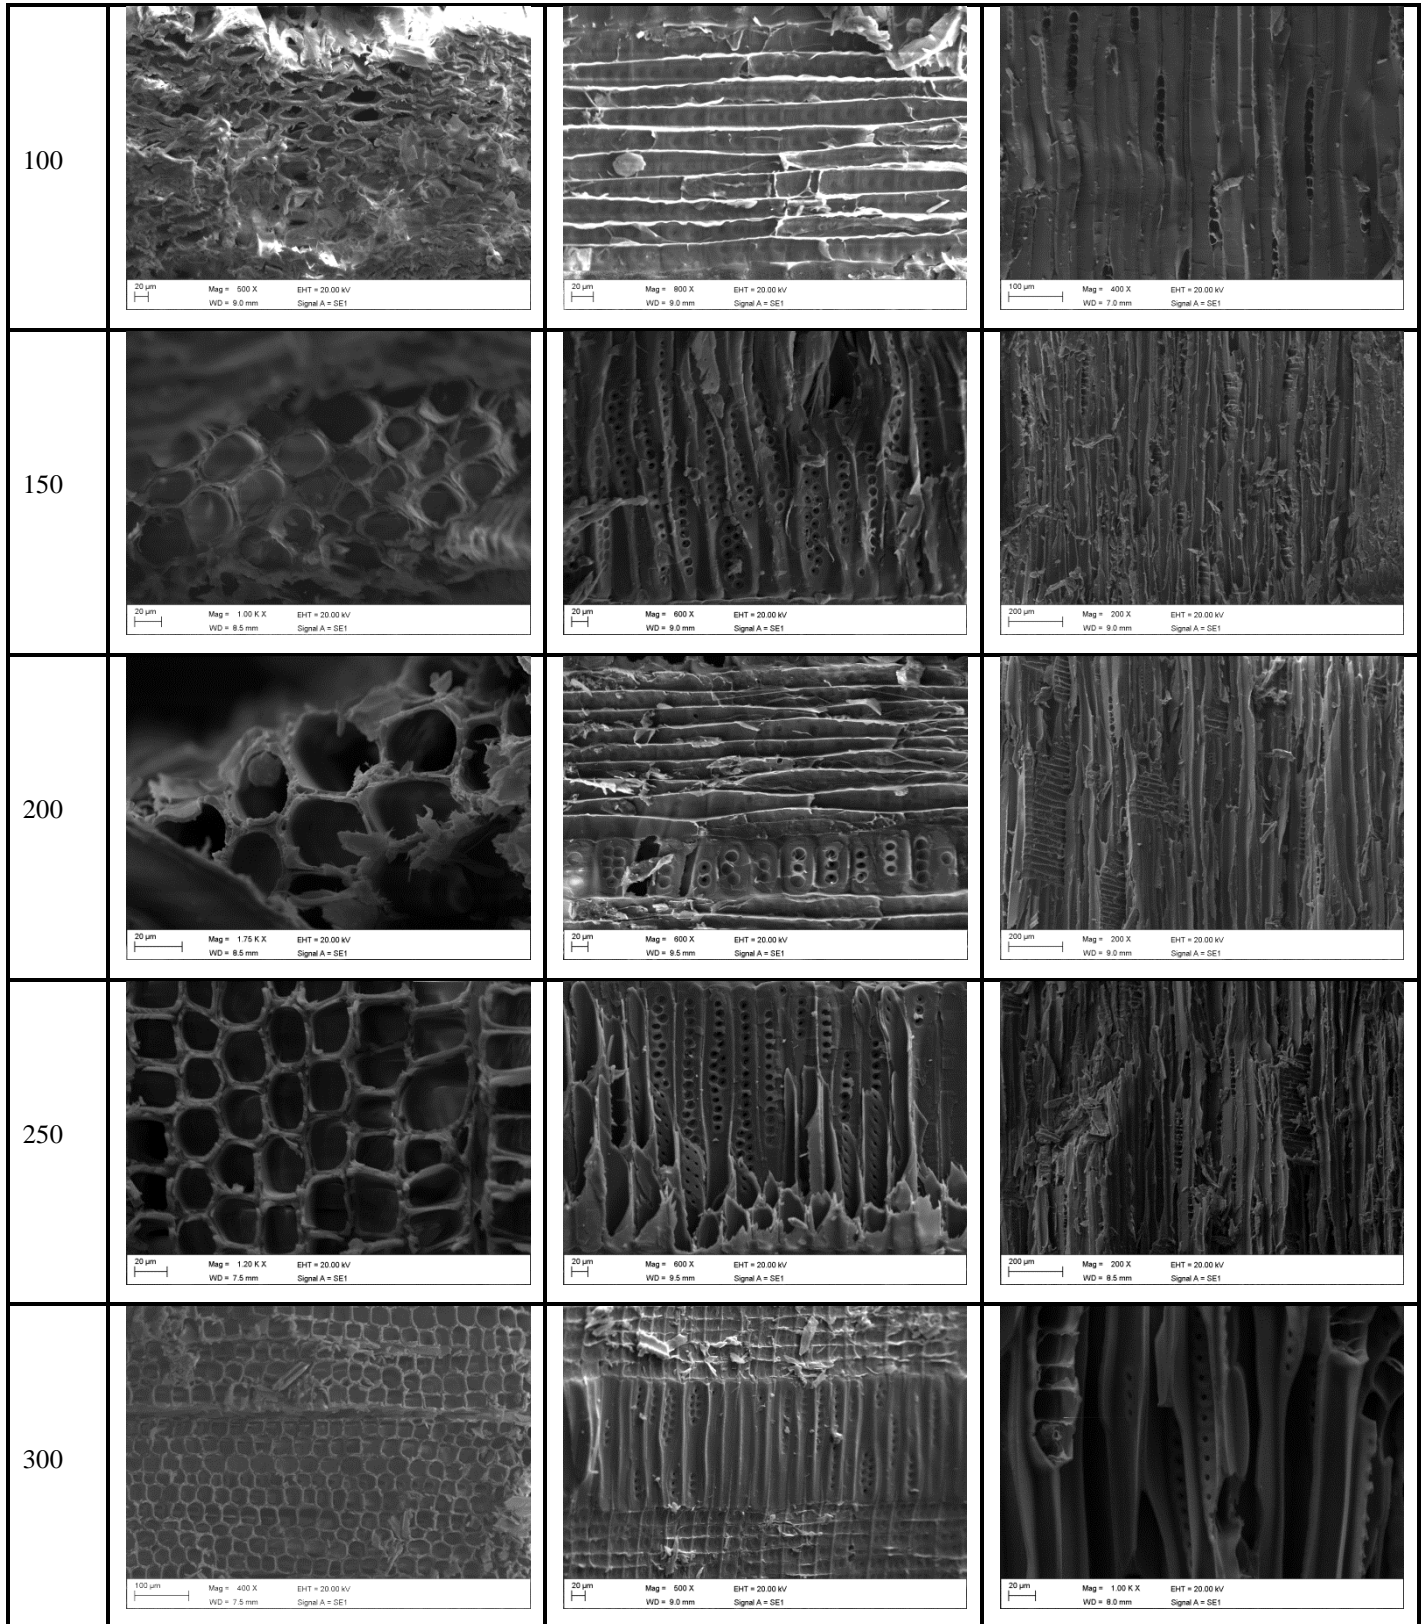 100
20 µm Mag = 500 X EHT = 20.00 kV
WD = 9.0 mm Signal A = SE1
20 µm Mag = 800 X EHT = 20.00 kV
WD = 9.0 mm Signal A = SE1
100 µm Mag = 400 X EHT = 20.00 kV
WD = 7.0 mm Signal A = SE1
150
20 µm Mag = 1.00 K X EHT = 20.00 kV
WD = 8.5 mm Signal A = SE1
20 µm Mag = 600 X EHT = 20.00 kV
WD = 9.0 mm Signal A = SE1
200 µm Mag = 200 X EHT = 20.00 kV
WD = 9.0 mm Signal A = SE1
200
20 µm Mag = 1.75 K X EHT = 20.00 kV
WD = 8.5 mm Signal A = SE1
20 µm Mag = 600 X EHT = 20.00 kV
WD = 9.5 mm Signal A = SE1
200 µm Mag = 200 X EHT = 20.00 kV
WD = 9.0 mm Signal A = SE1
250
20 µm Mag = 1.20 K X EHT = 20.00 kV
WD = 7.5 mm Signal A = SE1
20 µm Mag = 600 X EHT = 20.00 kV
WD = 9.5 mm Signal A = SE1
200 µm Mag = 200 X EHT = 20.00 kV
WD = 8.5 mm Signal A = SE1
300
100 µm Mag = 400 X EHT = 20.00 kV
WD = 7.5 mm Signal A = SE1
20 µm Mag = 500 X EHT = 20.00 kV
WD = 9.0 mm Signal A = SE1
20 µm Mag = 1.00 K X EHT = 20.00 kV
WD = 8.0 mm Signal A = SE1